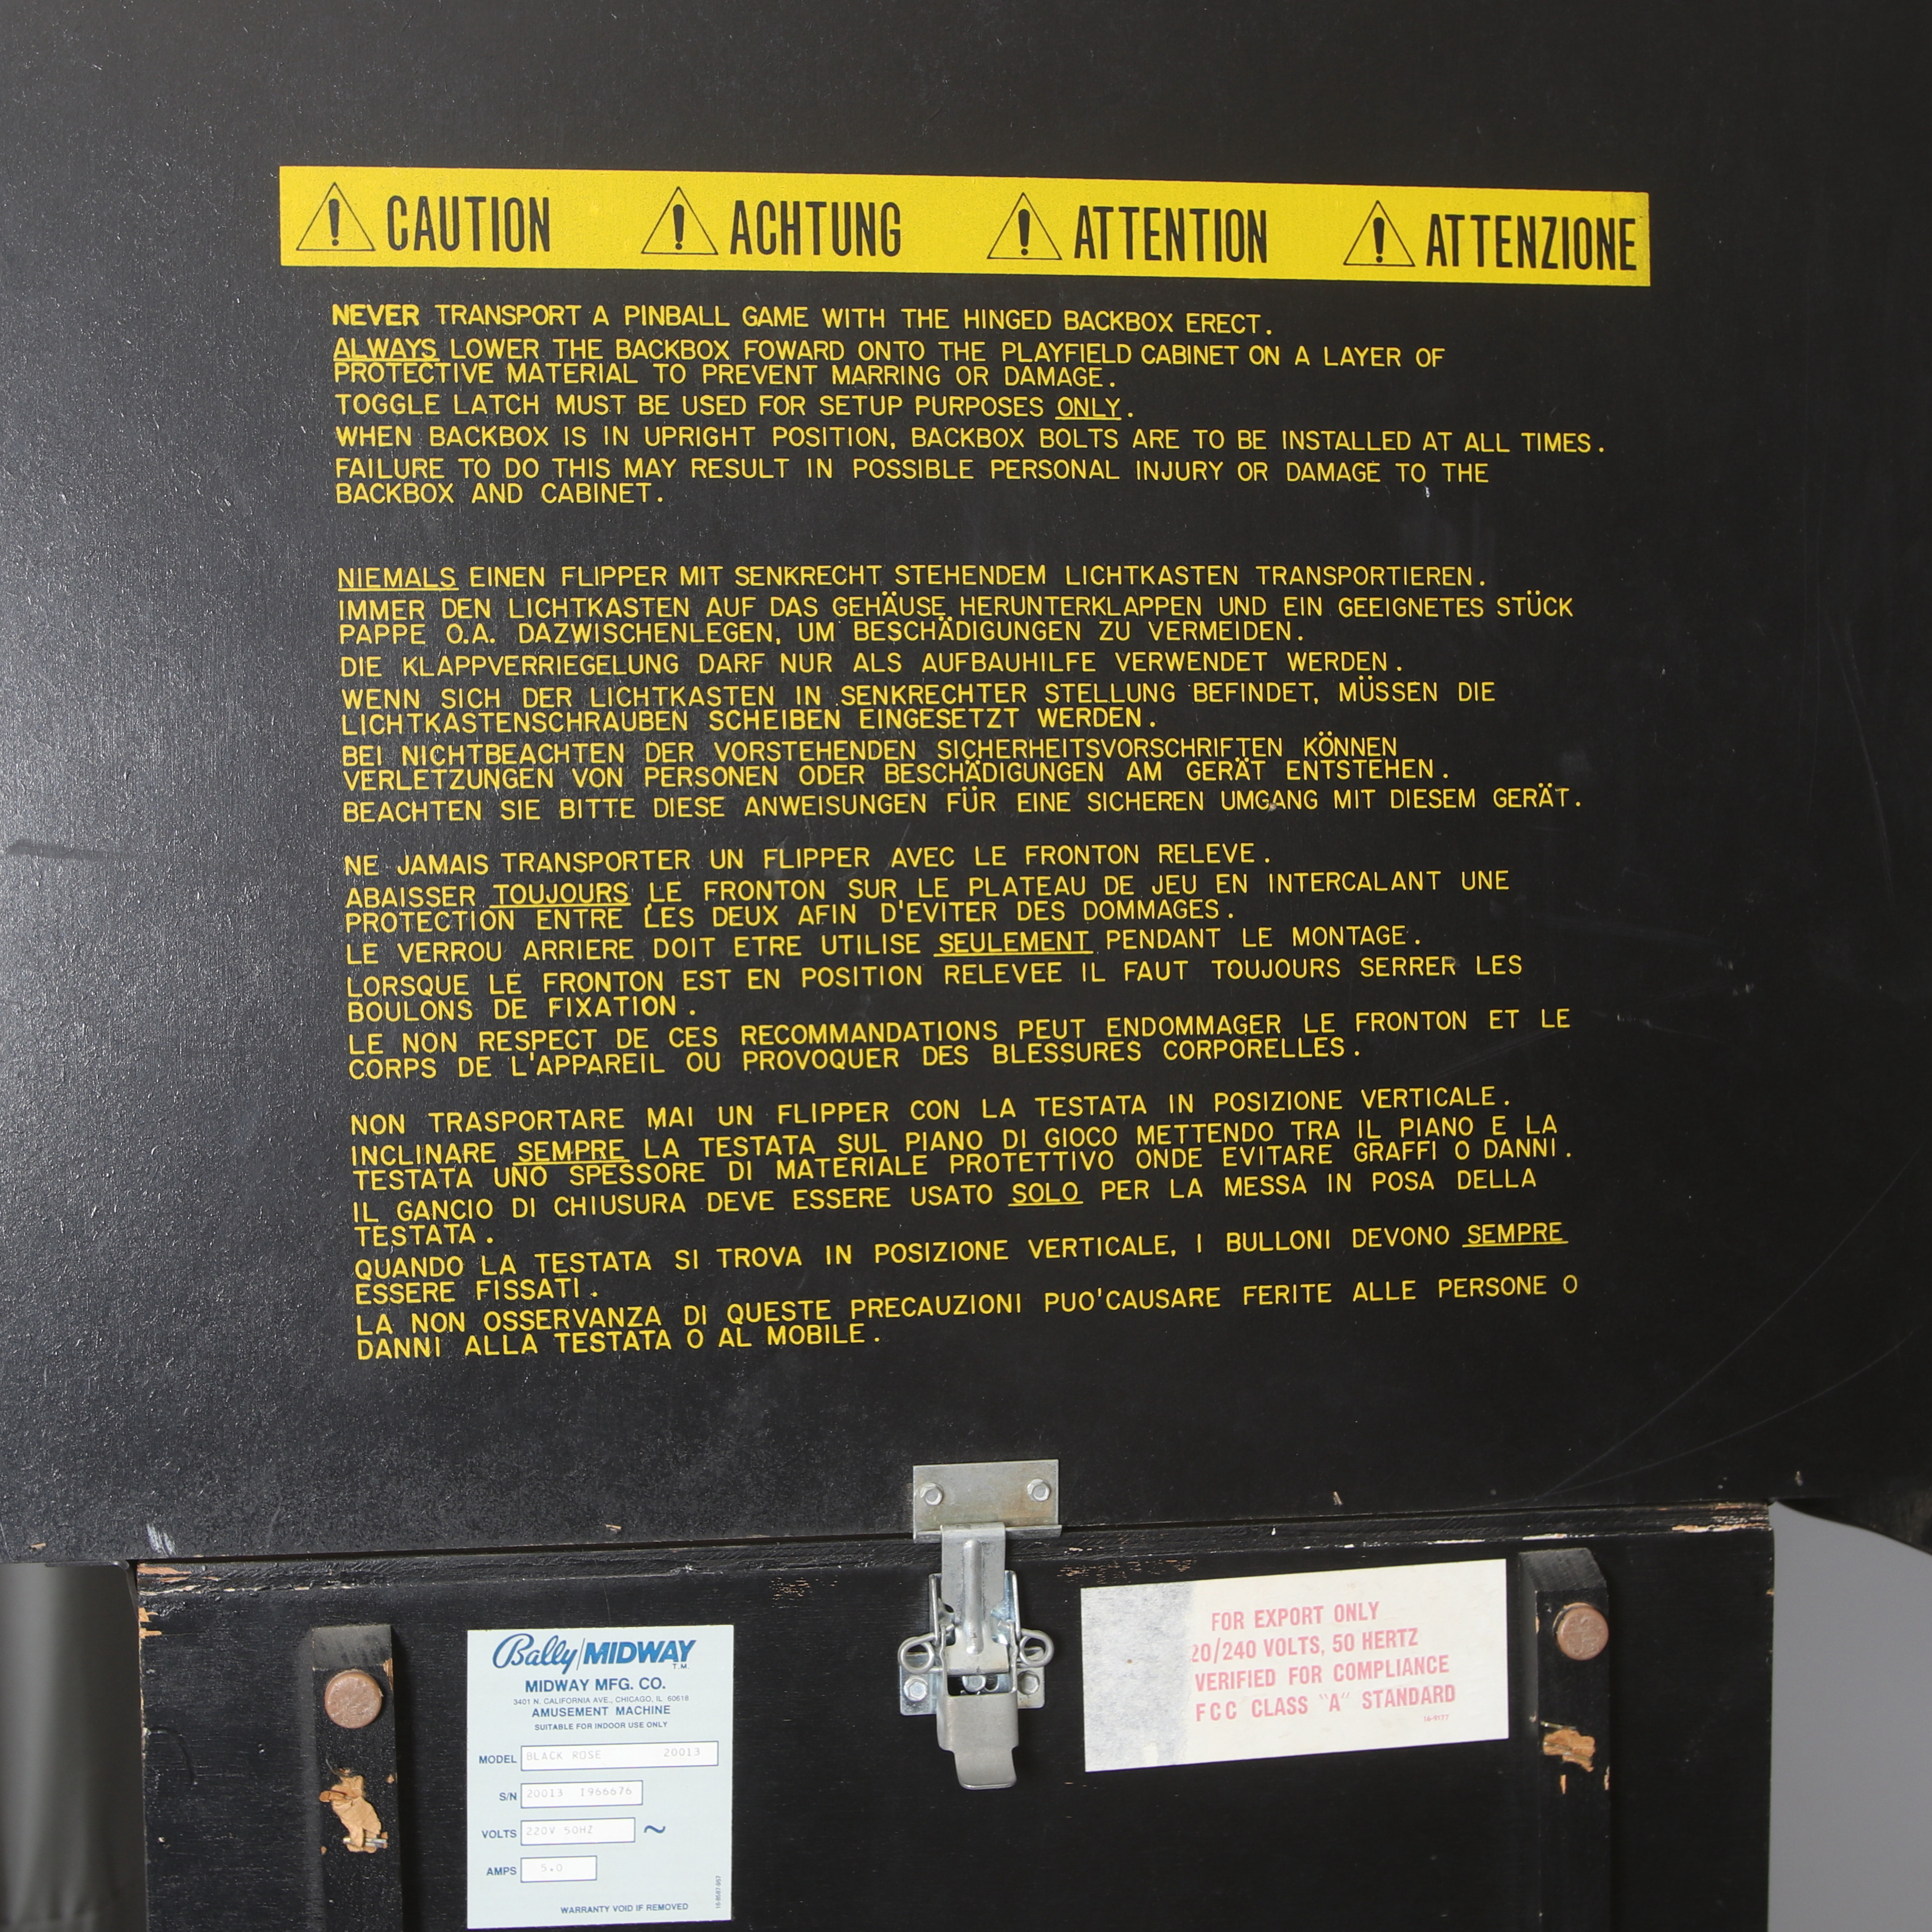 CAUTION ACHTUNG ATTENTION ATTENZIONE
NEVER TRANSPORT A PINBALL GAME WITH THE HINGED BACKBOX ERECT.
ALWAYS LOWER THE BACKBOX FOWARD ONTO THE PLAYFIELD CABINET ON A LAYER OF
PROTECTIVE MATERIAL TO PREVENT MARRING OR DAMAGE.
TOGGLE LATCH MUST BE USED FOR SETUP PURPOSES ONLY.
WHEN BACKBOX IS IN UPRIGHT POSITION, BACKBOX BOLTS ARE TO BE INSTALLED AT ALL TIMES.
FAILURE TO DO THIS MAY RESULT IN POSSIBLE PERSONAL INJURY OR DAMAGE TO THE
BACKBOX AND CABINET.
NIEMALS EINEN FLIPPER MIT SENKRECHT STEHENDEM LICHTKASTEN TRANSPORTIEREN.
IMMER DEN LICHTKASTEN AUF DAS GEHÄUSE HERUNTERKLAPPEN UND EIN GEEIGNETES STÜCK
PAPPE O.A. DAZWISCHENLEGEN, UM BESCHÄDIGUNGEN ZU VERMEIDEN.
DIE KLAPPVERRIEGELUNG DARF NUR ALS AUFBAUHILFE VERWENDET WERDEN.
WENN SICH DER LICHTKASTEN IN SENKRECHTER STELLUNG BEFINDET, MÜSSEN DIE
LICHTKASTENSCHRAUBEN SCHEIBEN EINGESETZT WERDEN.
BEI NICHTBEACHTEN DER VORSTEHENDEN SICHERHEITSVORSCHRIFTEN KÖNNEN
VERLETZUNGEN VON PERSONEN ODER BESCHÄDIGUNGEN AM GERÄT ENTSTEHEN.
BEACHTEN SIE BITTE DIESE ANWEISUNGEN FÜR EINE SICHEREN UMGANG MIT DIESEM GERÄT.
NE JAMAIS TRANSPORTER UN FLIPPER AVEC LE FRONTON RELEVE.
ABAISSER TOUJOURS LE FRONTON SUR LE PLATEAU DE JEU EN INTERCALANT UNE
PROTECTION ENTRE LES DEUX AFIN D'EVITER DES DOMMAGES.
LE VERROU ARRIERE DOIT ETRE UTILISE SEULEMENT PENDANT LE MONTAGE.
LORSQUE LE FRONTON EST EN POSITION RELEVEE IL FAUT TOUJOURS SERRER LES
BOULONS DE FIXATION.
LE NON RESPECT DE CES RECOMMANDATIONS PEUT ENDOMMAGER LE FRONTON ET LE
CORPS DE L'APPAREIL OU PROVOQUER DES BLESSURES CORPORELLES.
NON TRASPORTARE MAI UN FLIPPER CON LA TESTATA IN POSIZIONE VERTICALE.
INCLINARE SEMPRE LA TESTATA SUL PIANO DI GIOCO METTENDO TRA IL PIANO E LA
TESTATA UNO SPESSORE DI MATERIALE PROTETTIVO ONDE EVITARE GRAFFI O DANNI.
IL GANCIO DI CHIUSURA DEVE ESSERE USATO SOLO PER LA MESSA IN POSA DELLA
TESTATA.
QUANDO LA TESTATA SI TROVA IN POSIZIONE VERTICALE, I BULLONI DEVONO SEMPRE
ESSERE FISSATI.
LA NON OSSERVANZA DI QUESTE PRECAUZIONI PUO'CAUSARE FERITE ALLE PERSONE O
DANNI ALLA TESTATA O AL MOBILE.
Bally/MIDWAY T.M.
MIDWAY MFG. CO.
3401 N. CALIFORNIA AVE., CHICAGO, IL 60618
AMUSEMENT MACHINE
SUITABLE FOR INDOOR USE ONLY
MODEL BLACK ROSE 20013
S/N 20013 I966676
VOLTS 220V 50HZ ~
AMPS 5.0
WARRANTY VOID IF REMOVED
FOR EXPORT ONLY
20/240 VOLTS, 50 HERTZ
VERIFIED FOR COMPLIANCE
FCC CLASS "A" STANDARD
16-9177